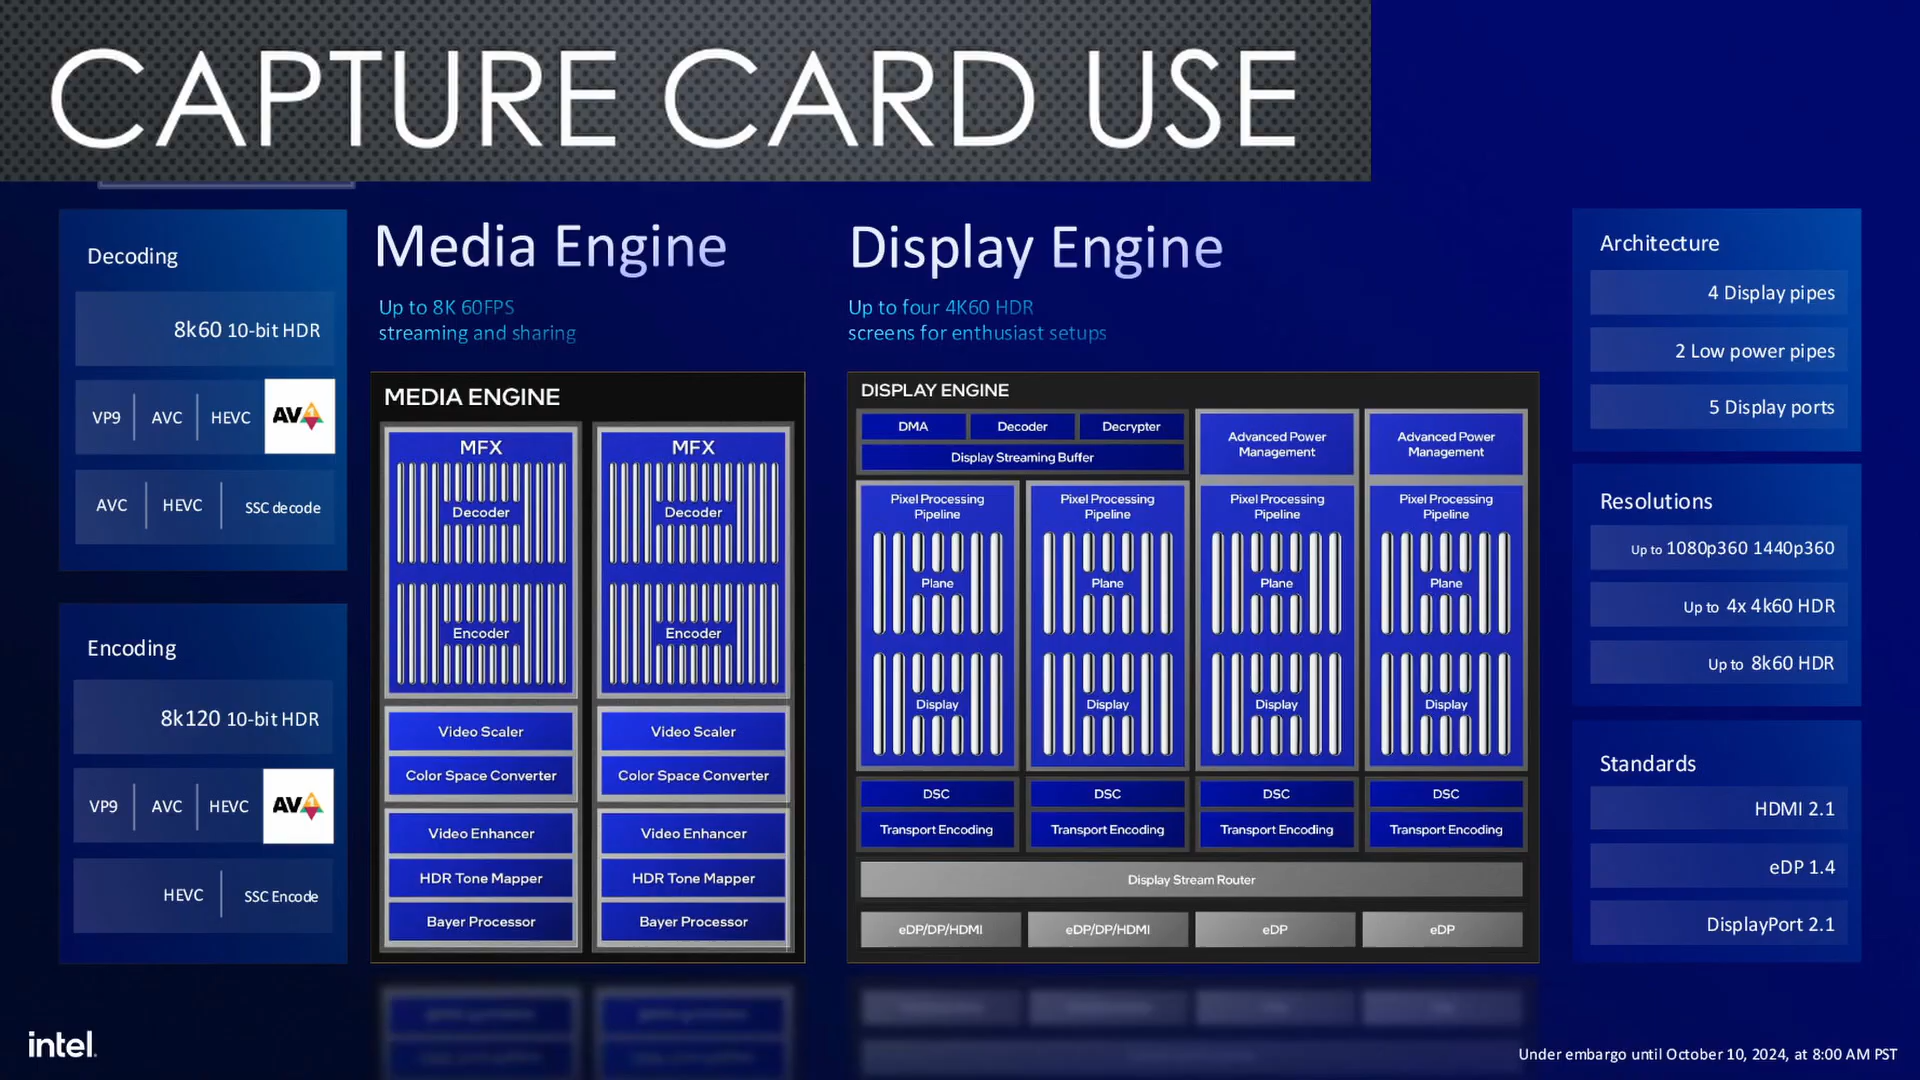 CAPTURE CARD USE
Decoding
8k60 10-bit HDR
VP9 AVC HEVC AV1
AVC HEVC SSC decode
Encoding
8k120 10-bit HDR
VP9 AVC HEVC AV1
HEVC SSC Encode
Media Engine
Up to 8K 60FPS
streaming and sharing
MEDIA ENGINE
MFX MFX
Decoder Decoder
Encoder Encoder
Video Scaler Video Scaler
Color Space Converter Color Space Converter
Video Enhancer Video Enhancer
HDR Tone Mapper HDR Tone Mapper
Bayer Processor Bayer Processor
Display Engine
Up to four 4K60 HDR
screens for enthusiast setups
DISPLAY ENGINE
DMA Decoder Decrypter
Display Streaming Buffer
Advanced Power
Management
Advanced Power
Management
Pixel Processing
Pipeline
Pixel Processing
Pipeline
Pixel Processing
Pipeline
Pixel Processing
Pipeline
Plane Plane Plane Plane
Display Display Display Display
DSC DSC DSC DSC
Transport Encoding Transport Encoding Transport Encoding Transport Encoding
Display Stream Router
eDP/DP/HDMI eDP/DP/HDMI eDP eDP
Architecture
4 Display pipes
2 Low power pipes
5 Display ports
Resolutions
Up to 1080p360 1440p360
Up to 4x 4k60 HDR
Up to 8k60 HDR
Standards
HDMI 2.1
eDP 1.4
DisplayPort 2.1
intel.
Under embargo until October 10, 2024, at 8:00 AM PST